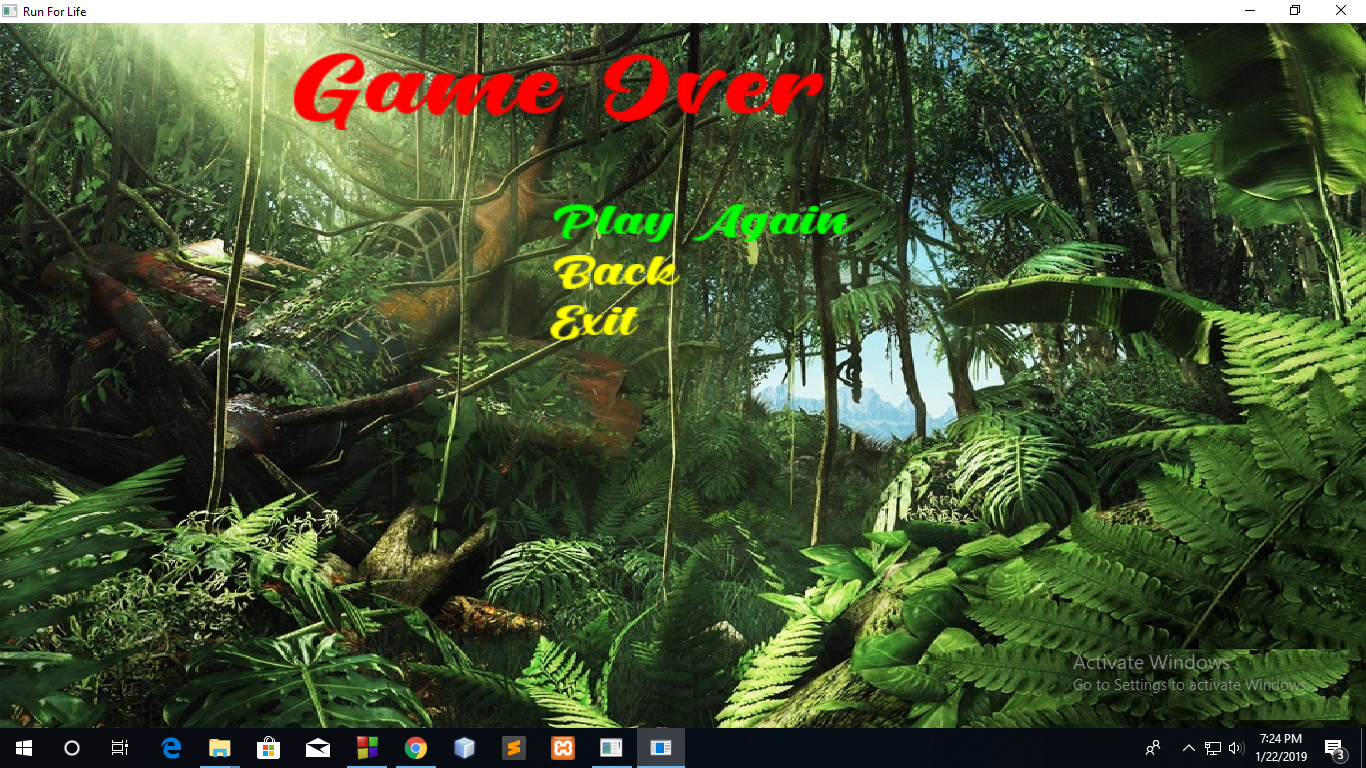 Run For Life
Game Over
Play Again
Back
Exit
Activate Windows
Go to Settings to activate Windows.
7:24 PM
1/22/2019
3